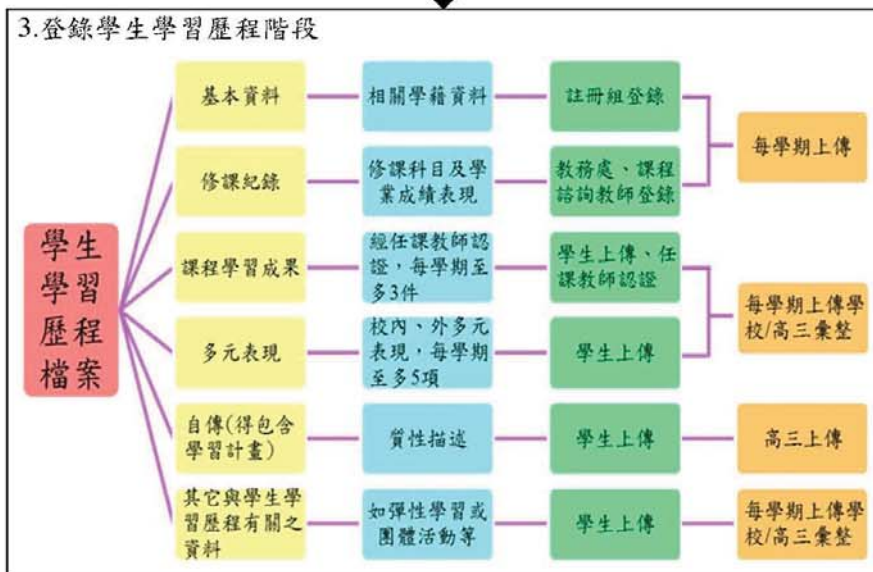 3.登錄學生學習歷程階段
學生
學習
歷程
檔案
基本資料
相關學籍資料
註冊組登錄
每學期上傳
修課紀錄
修課科目及學
業成績表現
教務處、課程
諮詢教師登錄
課程學習成果
經任課教師認
證，每學期至
多3件
學生上傳、任
課教師認證
每學期上傳學
校/高三彙整
多元表現
校內、外多元
表現，每學期
至多5項
學生上傳
自傳(得包含
學習計畫)
質性描述
學生上傳
高三上傳
其它與學生學
習歷程有關之
資料
如彈性學習或
團體活動等
學生上傳
每學期上傳學
校/高三彙整